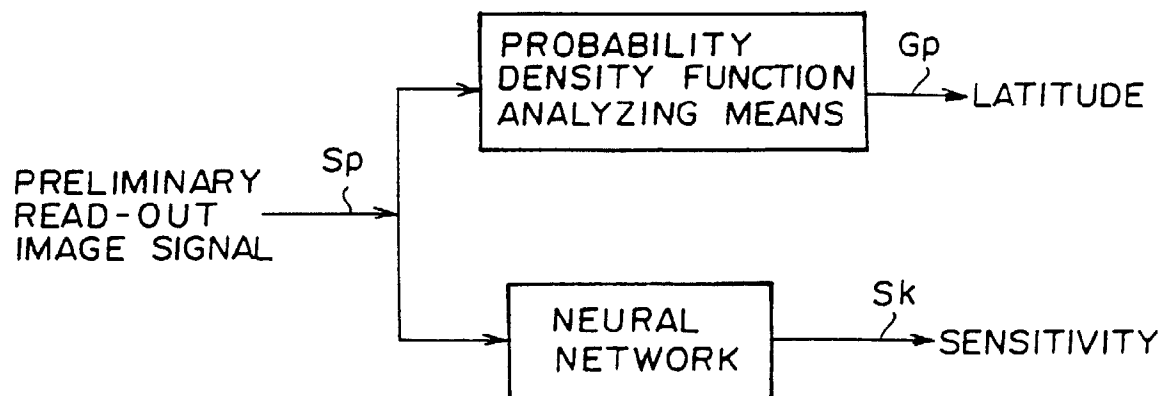 PROBABILITY
DENSITY FUNCTION
ANALYZING MEANS
Gp
LATITUDE
Sp
PRELIMINARY
READ-OUT
IMAGE SIGNAL
NEURAL
NETWORK
Sk
SENSITIVITY